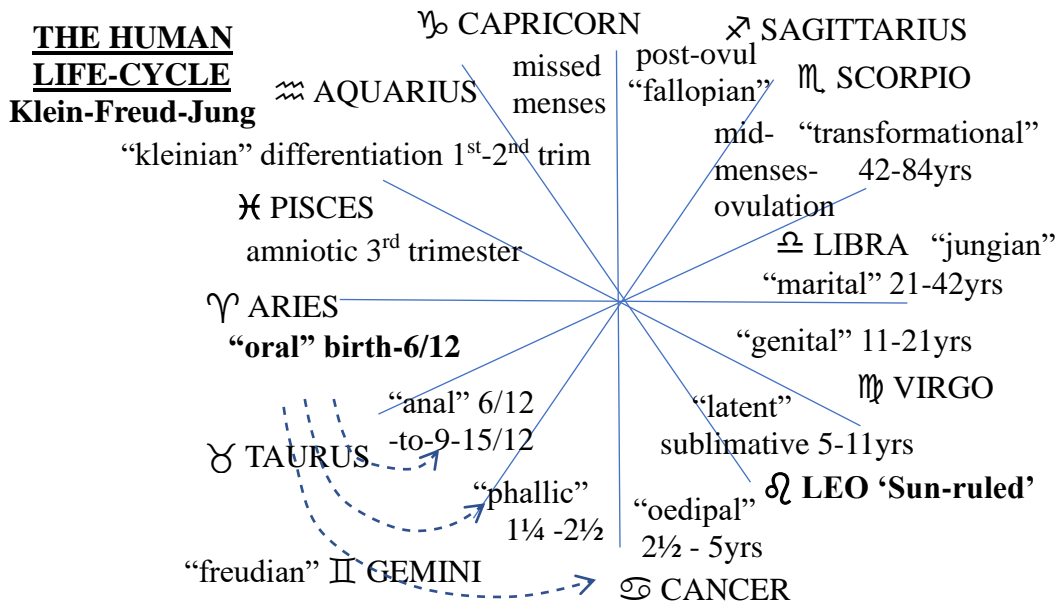 THE HUMAN
LIFE-CYCLE
Klein-Freud-Jung
♑ CAPRICORN
♐ SAGITTARIUS
missed
menses
post-ovul
“fallopian”
♒ AQUARIUS
♏ SCORPIO
“kleinian” differentiation 1st-2nd trim
mid-
menses-
ovulation
“transformational”
42-84yrs
♓ PISCES
amniotic 3rd trimester
♎ LIBRA “jungian”
“marital” 21-42yrs
♈ ARIES
“oral” birth-6/12
“genital” 11-21yrs
♍ VIRGO
“anal” 6/12
-to-9-15/12
“latent”
sublimative 5-11yrs
♉ TAURUS
♌ LEO ‘Sun-ruled’
“phallic”
1¼ -2½
“oedipal”
2½ - 5yrs
“freudian” ♊ GEMINI
♋ CANCER